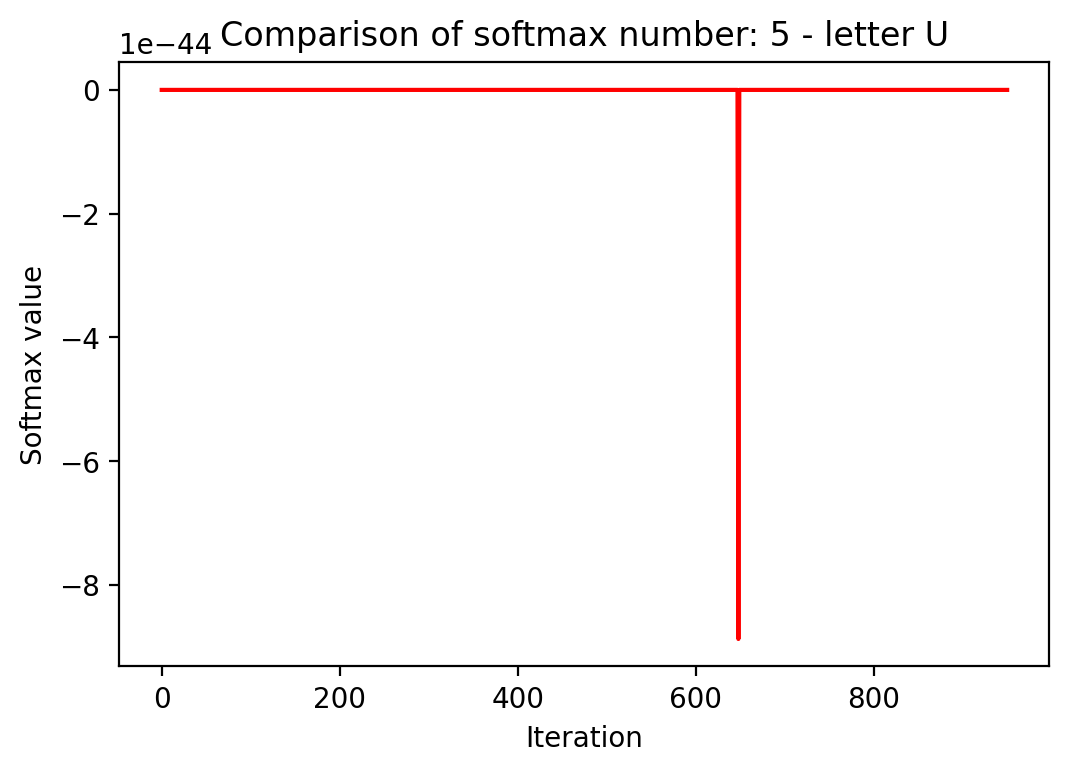 Comparison of softmax number: 5 - letter U
1e−44
0
−2
−4
−6
−8
Softmax value
0 200 400 600 800
Iteration